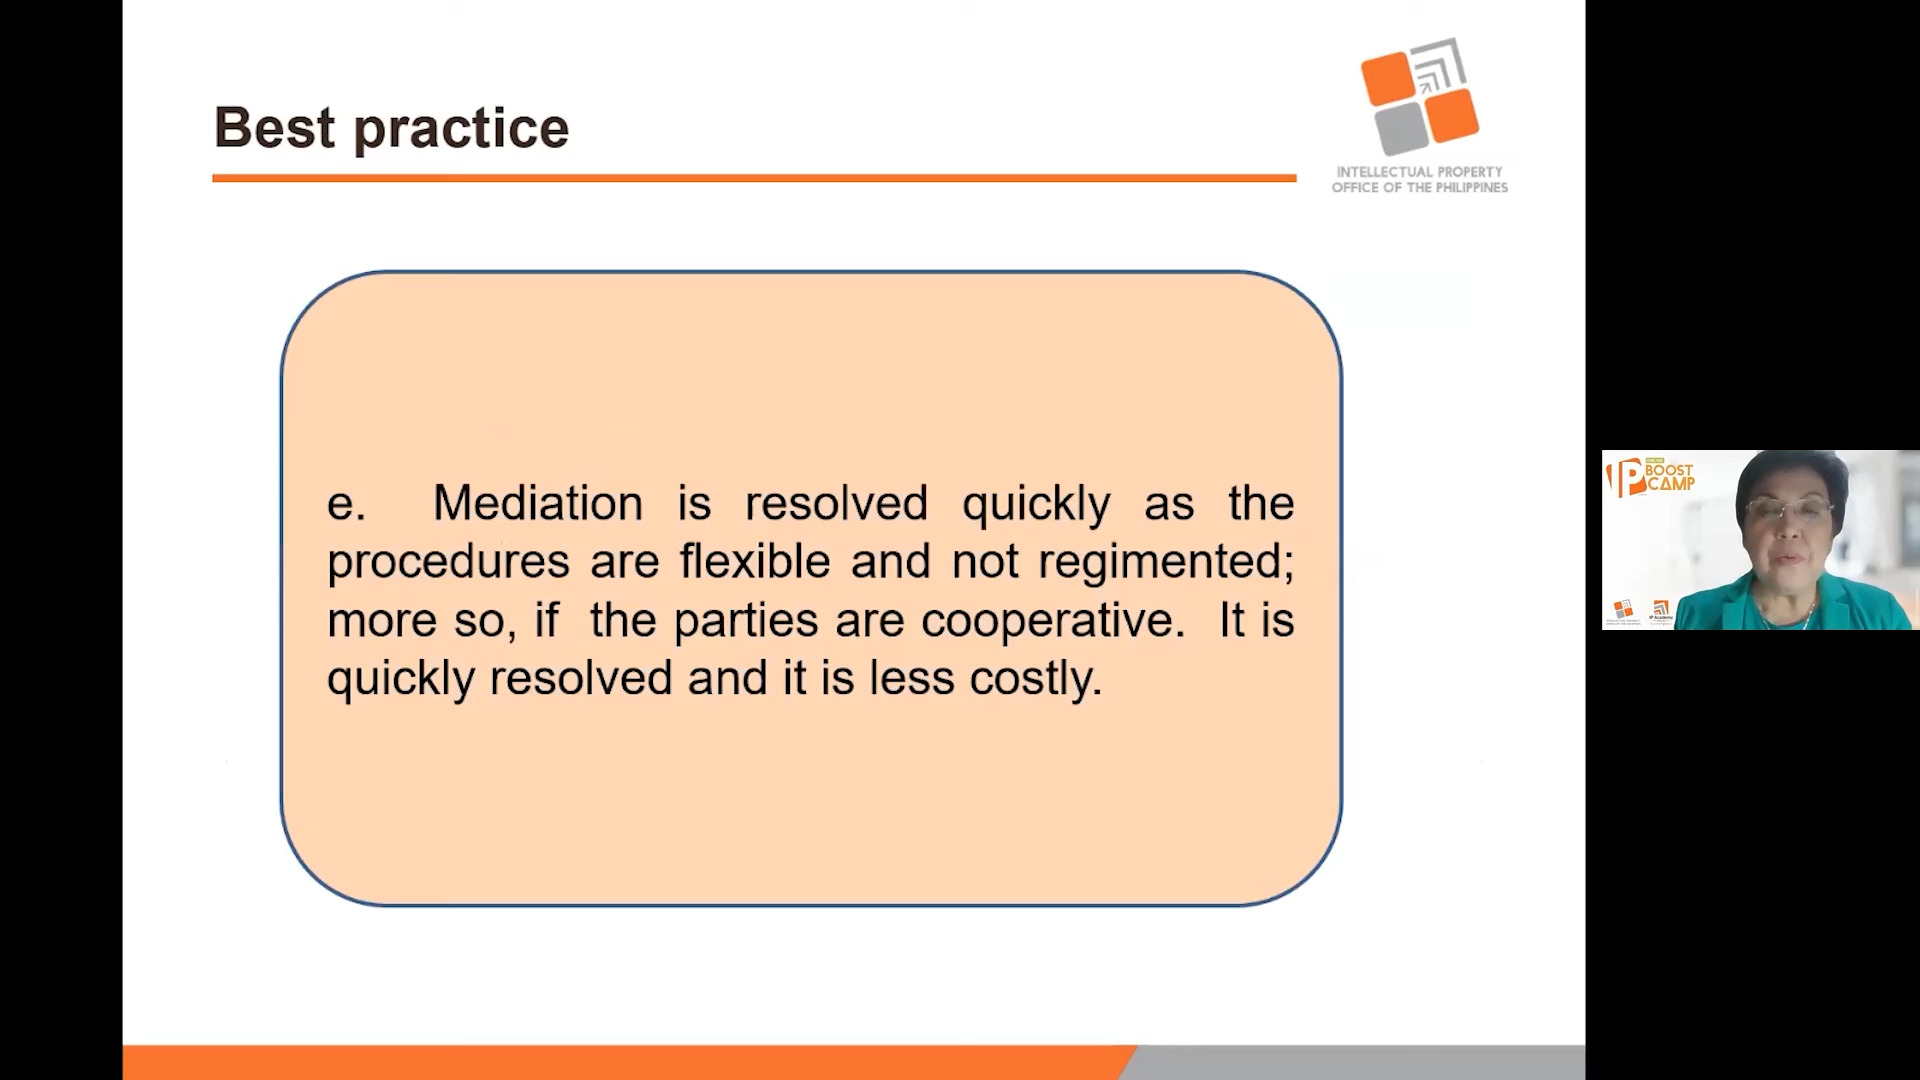 Best practice
INTELLECTUAL PROPERTY
OFFICE OF THE PHILIPPINES
e. Mediation is resolved quickly as the
procedures are flexible and not regimented;
more so, if the parties are cooperative. It is
quickly resolved and it is less costly.
IP BOOST
CAMP